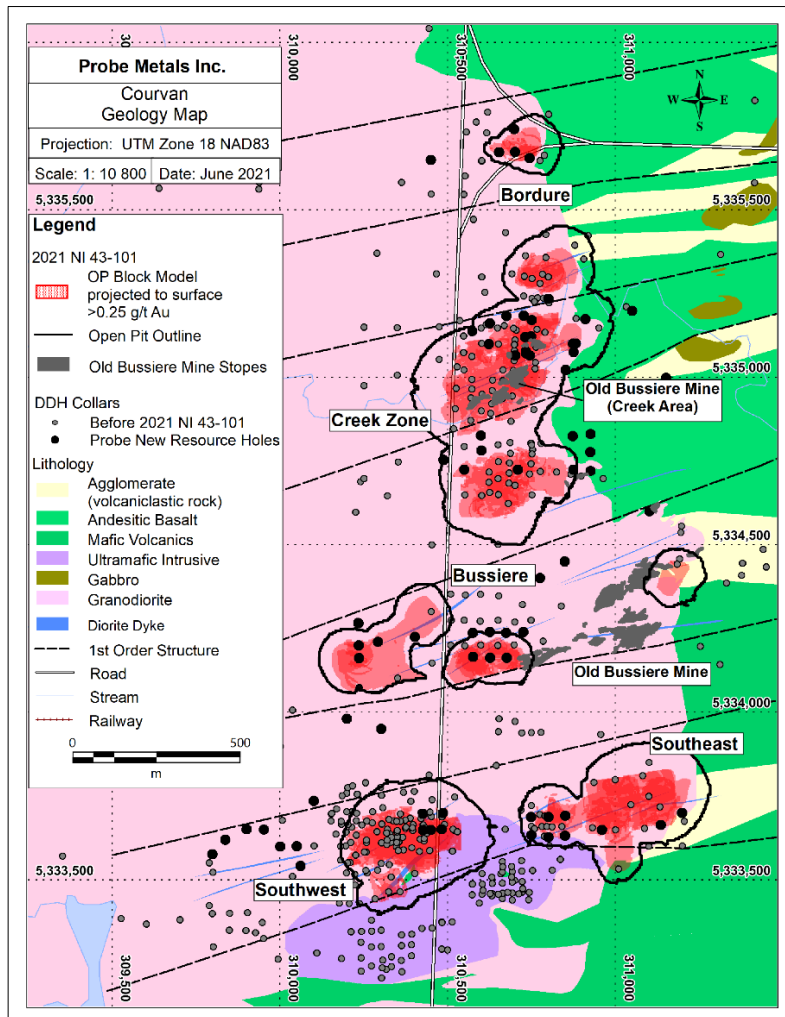 30
310,000
310,500
311,000
Probe Metals Inc.
Courvan
Geology Map
Projection: UTM Zone 18 NAD83
Scale: 1: 10 800
Date: June 2021
N
W
E
S
5,335,500
5,335,500
Bordure
Legend
2021 NI 43-101
OP Block Model
projected to surface
>0.25 g/t Au
Open Pit Outline
Old Bussiere Mine Stopes
DDH Collars
Before 2021 NI 43-101
Probe New Resource Holes
Lithology
Agglomerate
(volcaniclastic rock)
Andesitic Basalt
Mafic Volcanics
Ultramafic Intrusive
Gabbro
Granodiorite
Diorite Dyke
1st Order Structure
Road
Stream
Railway
0
500
m
5,335,000
Old Bussiere Mine
(Creek Area)
Creek Zone
5,334,500
Bussiere
Old Bussiere Mine
5,334,000
Southeast
5,333,500
5,333,500
Southwest
309,500
310,000
310,500
311,000